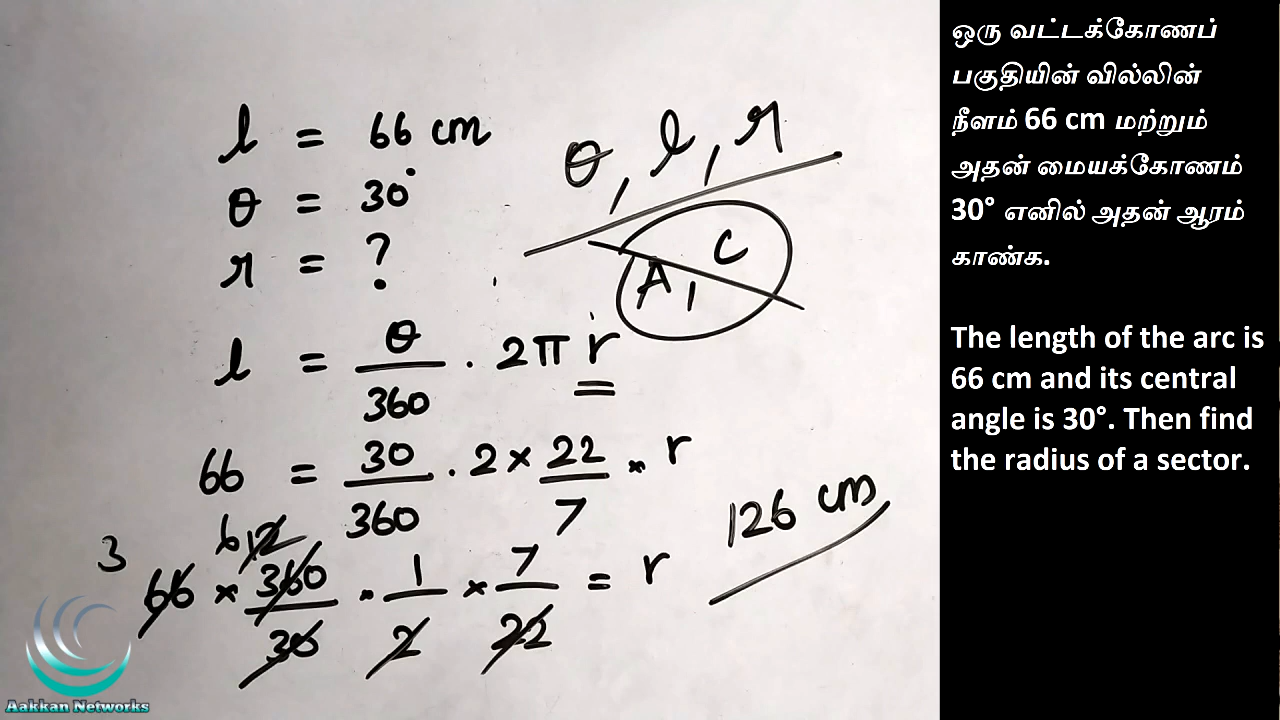 l = 66 cm
θ = 30°
r = ?
θ, l, r
A, C
l = θ/360 . 2π r
66 = 30/360 . 2 × 22/7 × r
3 6 12
66 × 360/30 × 1/2 × 7/22 = r
126 cm
Aakkan Networks
ஒரு வட்டக்கோணப்
பகுதியின் வில்லின்
நீளம் 66 cm மற்றும்
அதன் மையக்கோணம்
30° எனில் அதன் ஆரம்
காண்க.
The length of the arc is
66 cm and its central
angle is 30°. Then find
the radius of a sector.